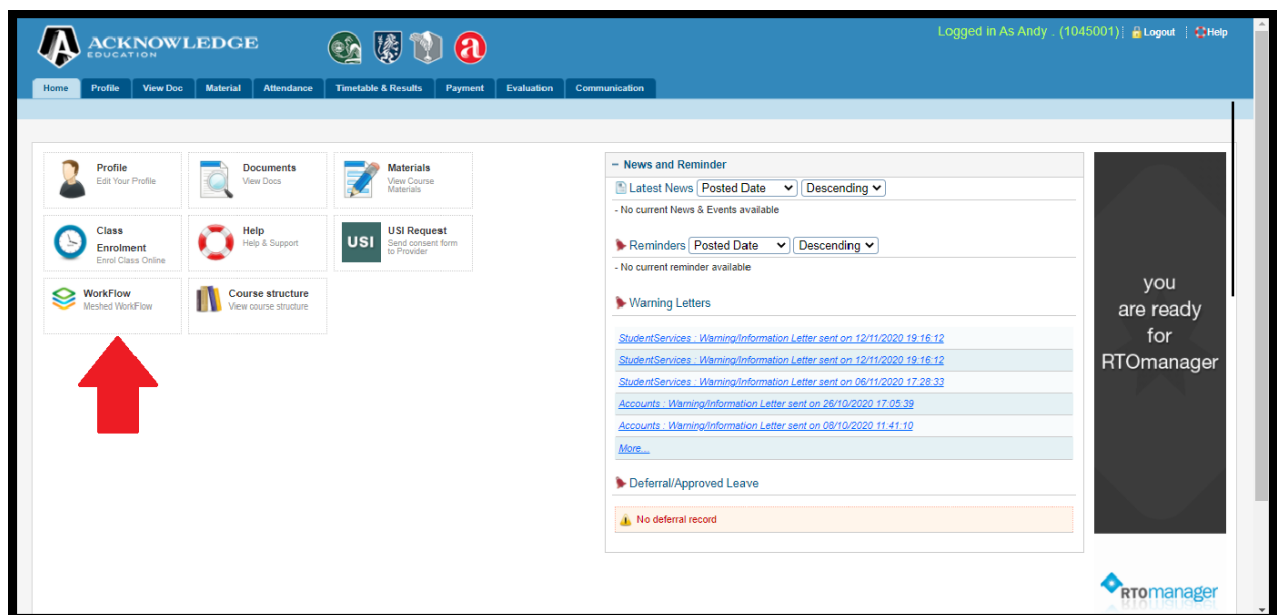 ACKNOWLEDGE
EDUCATION
a
Logged in As Andy . (1045001) Logout Help
Home Profile View Doc Material Attendance Timetable & Results Payment Evaluation Communication
Profile
Edit Your Profile
Documents
View Docs
Materials
View Course
Materials
Class
Enrolment
Enrol Class Online
Help
Help & Support
USI
USI Request
Send consent form
to Provider
WorkFlow
Meshed WorkFlow
Course structure
View course structure
− News and Reminder
Latest News Posted Date Descending
- No current News & Events available
Reminders Posted Date Descending
- No current reminder available
Warning Letters
StudentServices : Warning/Information Letter sent on 12/11/2020 19:16:12
StudentServices : Warning/Information Letter sent on 12/11/2020 19:16:12
StudentServices : Warning/Information Letter sent on 06/11/2020 17:28:33
Accounts : Warning/Information Letter sent on 26/10/2020 17:05:39
Accounts : Warning/Information Letter sent on 08/10/2020 11:41:10
More...
Deferral/Approved Leave
No deferral record
you
are ready
for
RTOmanager
RTOmanager